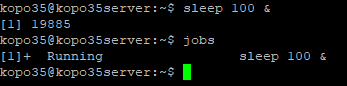 kopo35@kopo35server:~$ sleep 100 &
[1] 19885
kopo35@kopo35server:~$ jobs
[1]+  Running                 sleep 100 &
kopo35@kopo35server:~$